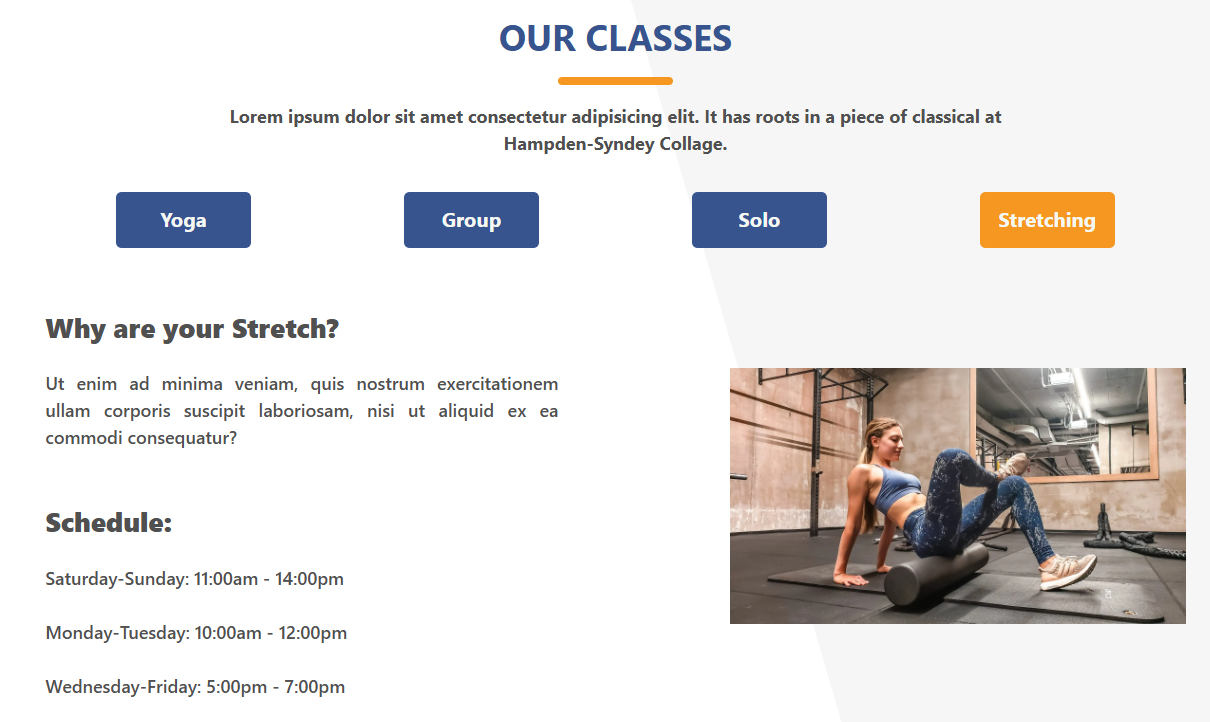 OUR CLASSES
Lorem ipsum dolor sit amet consectetur adipisicing elit. It has roots in a piece of classical at
Hampden-Syndey Collage.
Yoga
Group
Solo
Stretching
Why are your Stretch?
Ut enim ad minima veniam, quis nostrum exercitationem
ullam corporis suscipit laboriosam, nisi ut aliquid ex ea
commodi consequatur?
Schedule:
Saturday-Sunday: 11:00am - 14:00pm
Monday-Tuesday: 10:00am - 12:00pm
Wednesday-Friday: 5:00pm - 7:00pm